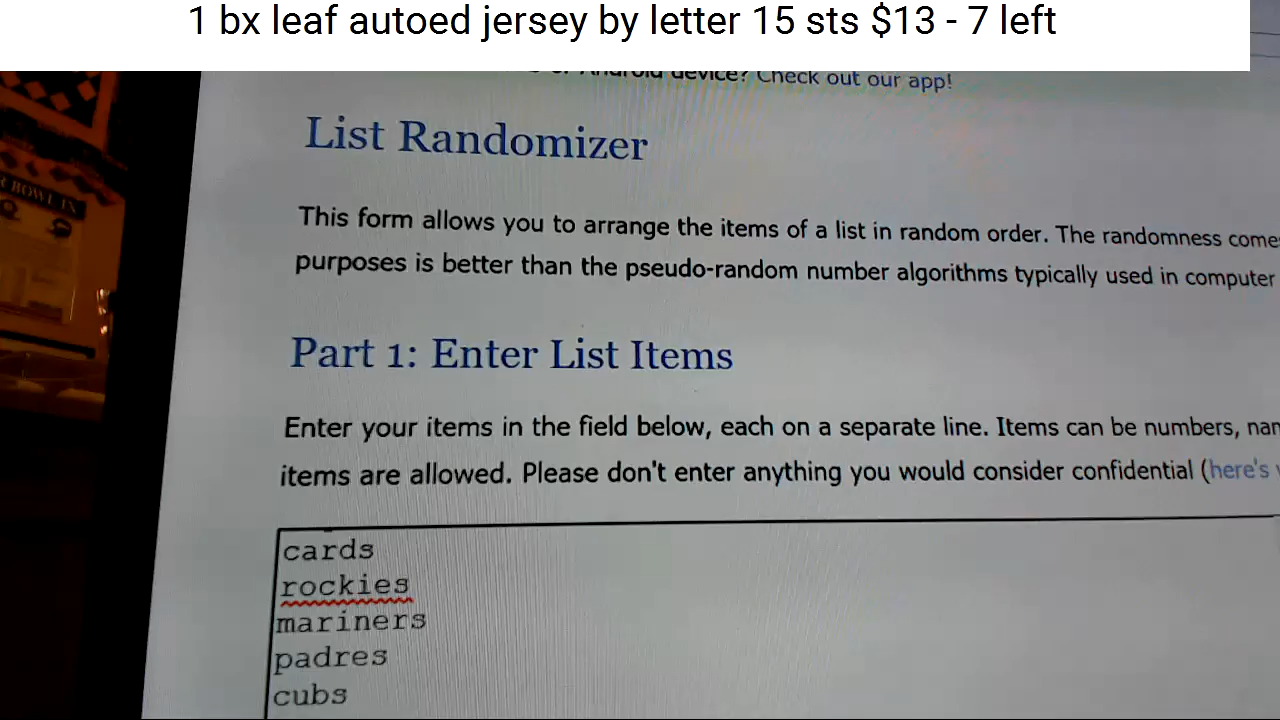 1 bx leaf autoed jersey by letter 15 sts $13 - 7 left
Android device? Check out our app!
List Randomizer
This form allows you to arrange the items of a list in random order. The randomness come
purposes is better than the pseudo-random number algorithms typically used in computer
Part 1: Enter List Items
Enter your items in the field below, each on a separate line. Items can be numbers, nam
items are allowed. Please don't enter anything you would consider confidential (here's
cards
rockies
mariners
padres
cubs